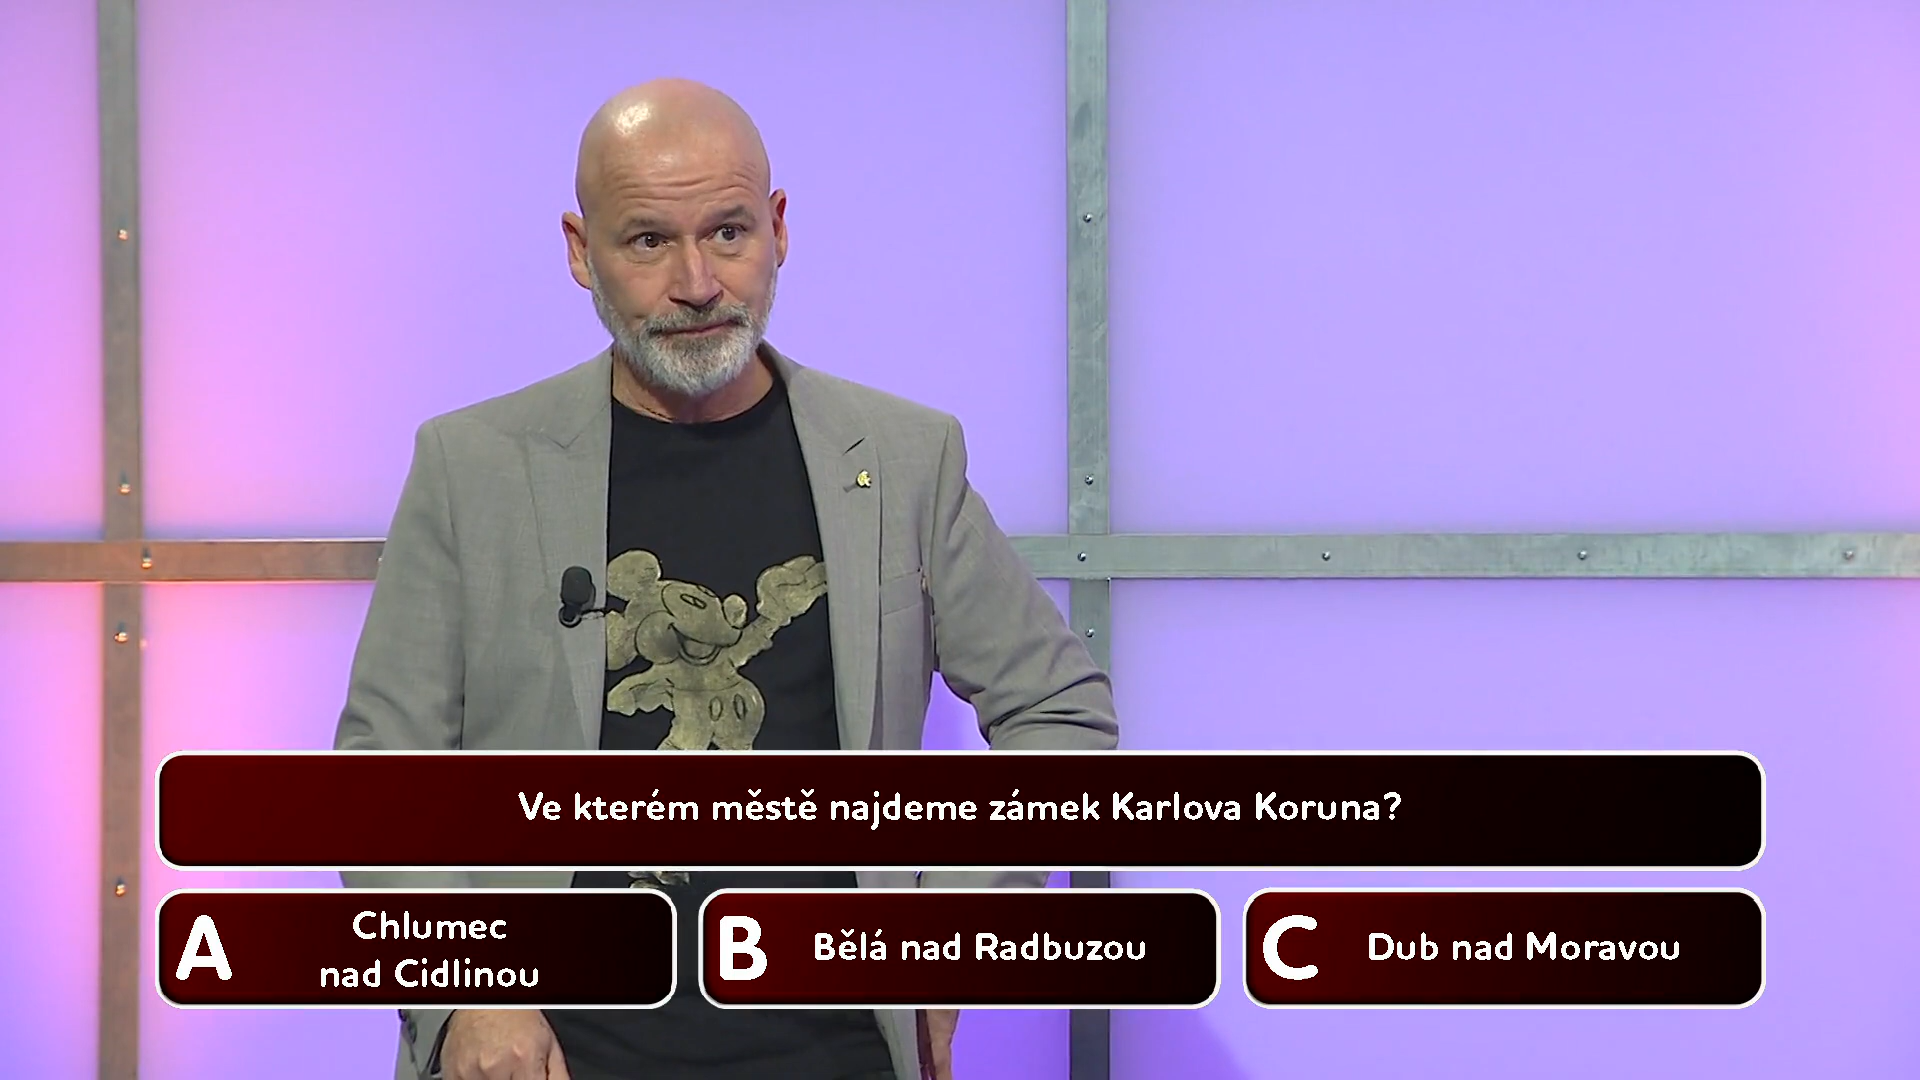 Ve kterém městě najdeme zámek Karlova Koruna?
A
Chlumec
nad Cidlinou
B
Bělá nad Radbuzou
C
Dub nad Moravou